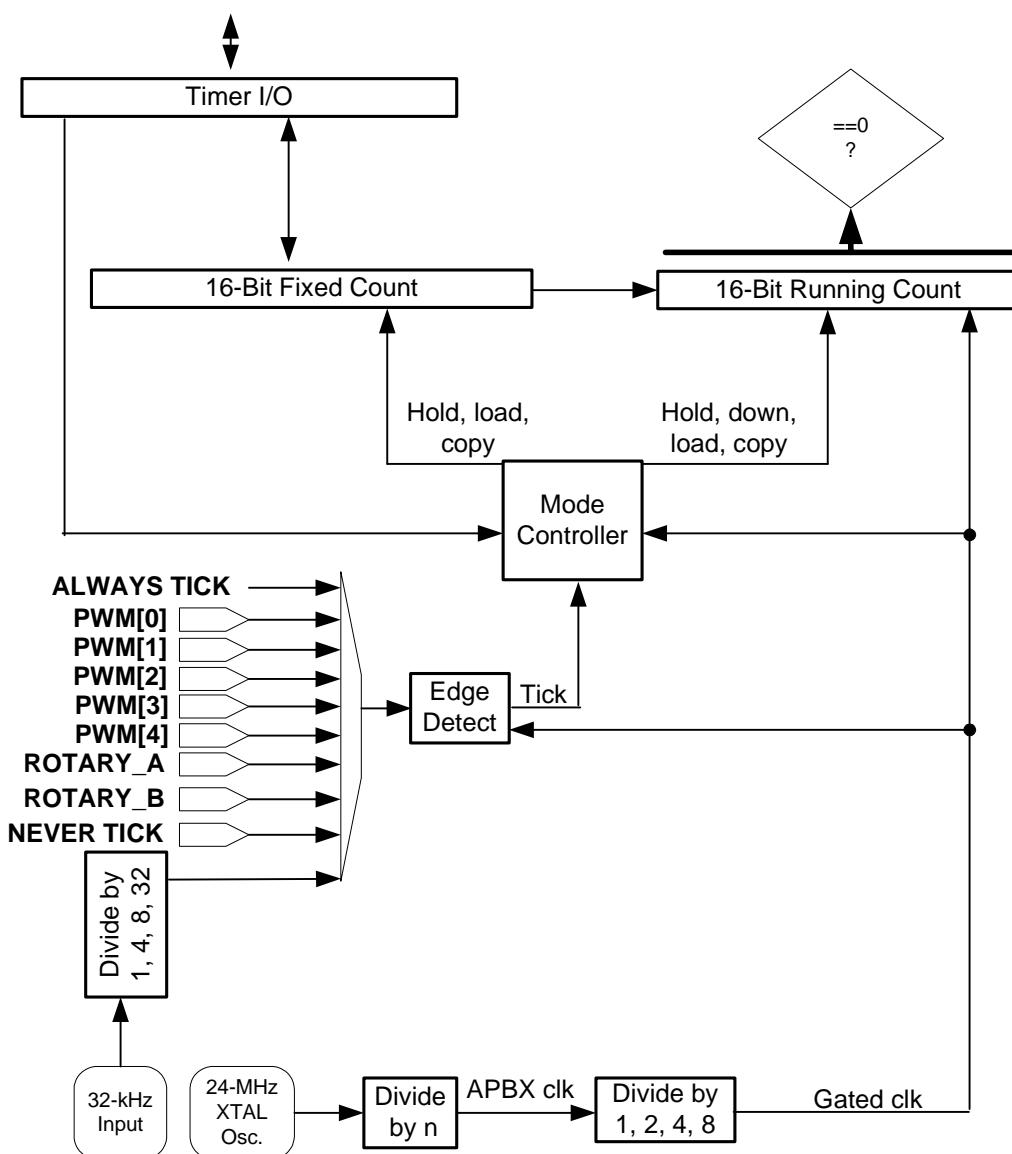 Timer I/O
==0
?
16-Bit Fixed Count
16-Bit Running Count
Hold, load,
copy
Hold, down,
load, copy
Mode
Controller
ALWAYS TICK
PWM[0]
PWM[1]
PWM[2]
PWM[3]
PWM[4]
ROTARY_A
ROTARY_B
NEVER TICK
Edge
Detect
Tick
Divide by
1, 4, 8, 32
32-kHz
Input
24-MHz
XTAL
Osc.
Divide
by n
APBX clk
Divide by
1, 2, 4, 8
Gated clk